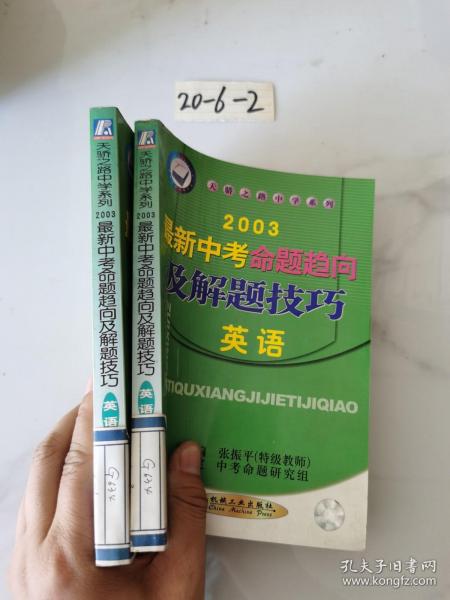 20-6-2
天骄之路中学系列
2003
最新中考命题趋向及解题技巧
英语
天骄之路中学系列
2003
最新中考命题趋向及解题技巧
英语
天骄之路中学系列
2003
最新中考命题趋向
及解题技巧
英语
TIQUXIANGJIJIETIJIQIAO
张振平(特级教师)
中考命题研究组
机械工业出版社
China Machine Press
孔夫子旧书网
www.kongfz.com